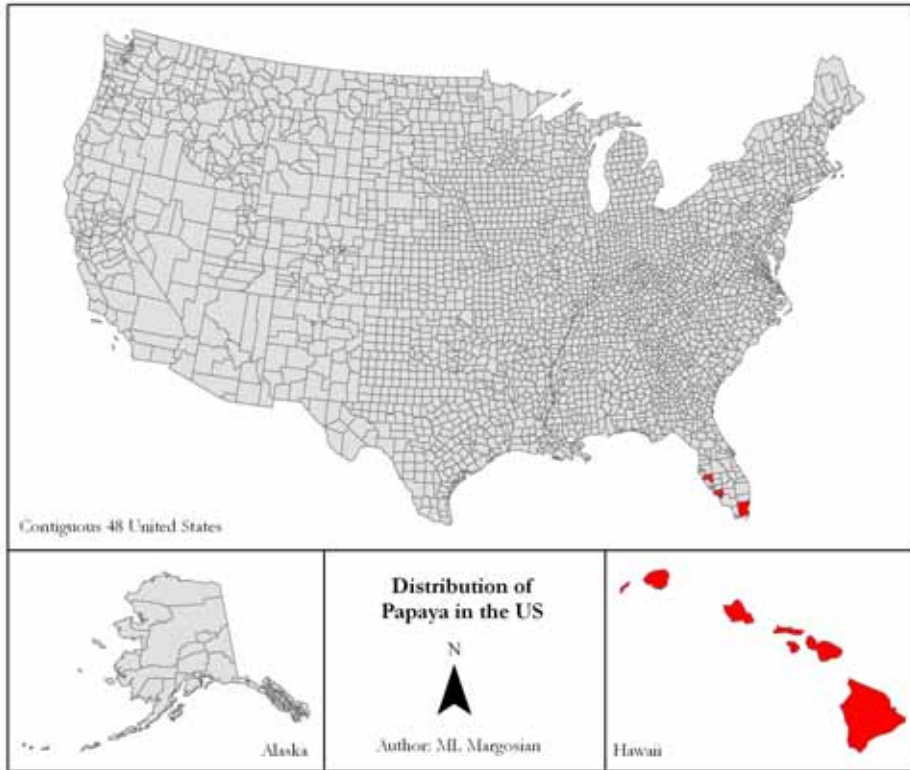 Contiguous 48 United States
Distribution of
Papaya in the US
N
Author: ML Margosian
Alaska
Hawaii